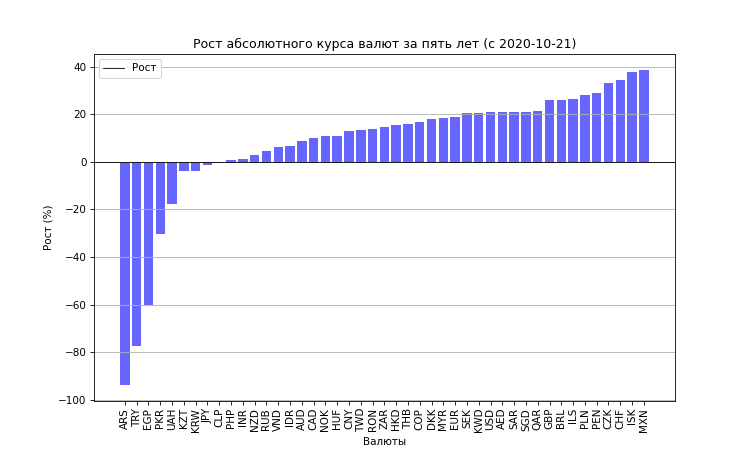 Рост абсолютного курса валют за пять лет (с 2020-10-21)
Рост
40
20
0
−20
−40
−60
−80
−100
Рост (%)
ARS TRY EGP PKR UAH KZT KRW JPY CLP PHP INR NZD RUB VND IDR AUD CAD NOK HUF CNY TWD RON ZAR HKD THB COP DKK MYR EUR SEK KWD USD AED SAR SGD QAR GBP BRL ILS PLN PEN CZK CHF ISK MXN
Валюты